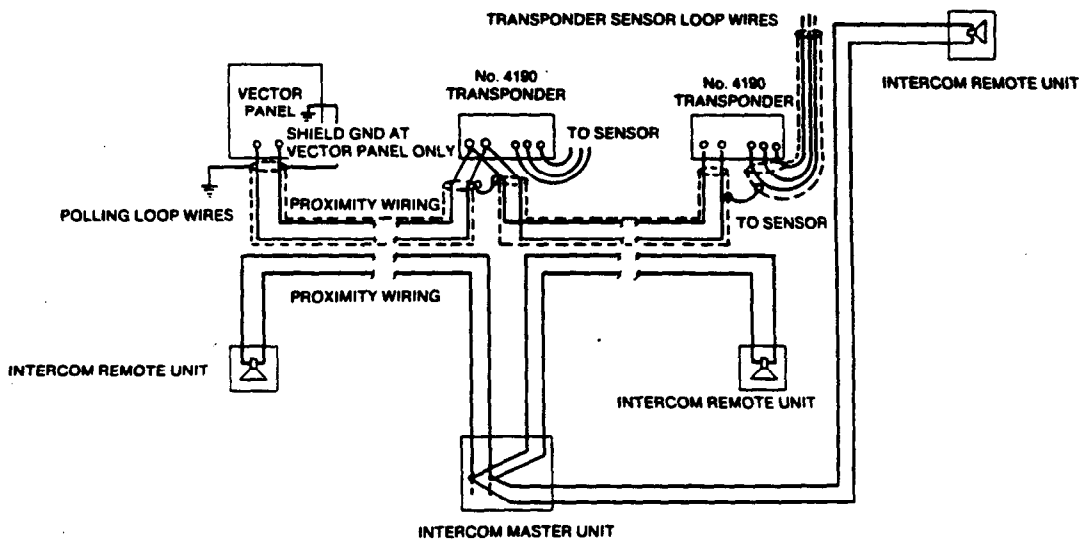 TRANSPONDER SENSOR LOOP WIRES
INTERCOM REMOTE UNIT
No. 4190
TRANSPONDER
No. 4190
TRANSPONDER
VECTOR
PANEL
SHIELD GND AT
VECTOR PANEL ONLY
TO SENSOR
POLLING LOOP WIRES
PROXIMITY WIRING
TO SENSOR
PROXIMITY WIRING
INTERCOM REMOTE UNIT
INTERCOM REMOTE UNIT
INTERCOM MASTER UNIT